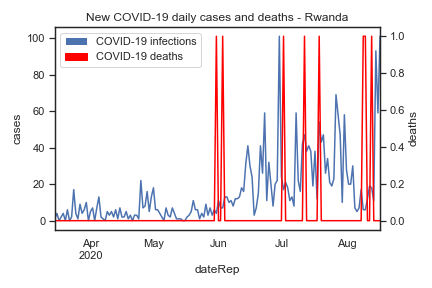 New COVID-19 daily cases and deaths - Rwanda
COVID-19 infections
COVID-19 deaths
100
80
60
40
20
0
cases
1.0
0.8
0.6
0.4
0.2
0.0
deaths
Apr
2020
May
Jun
Jul
Aug
dateRep